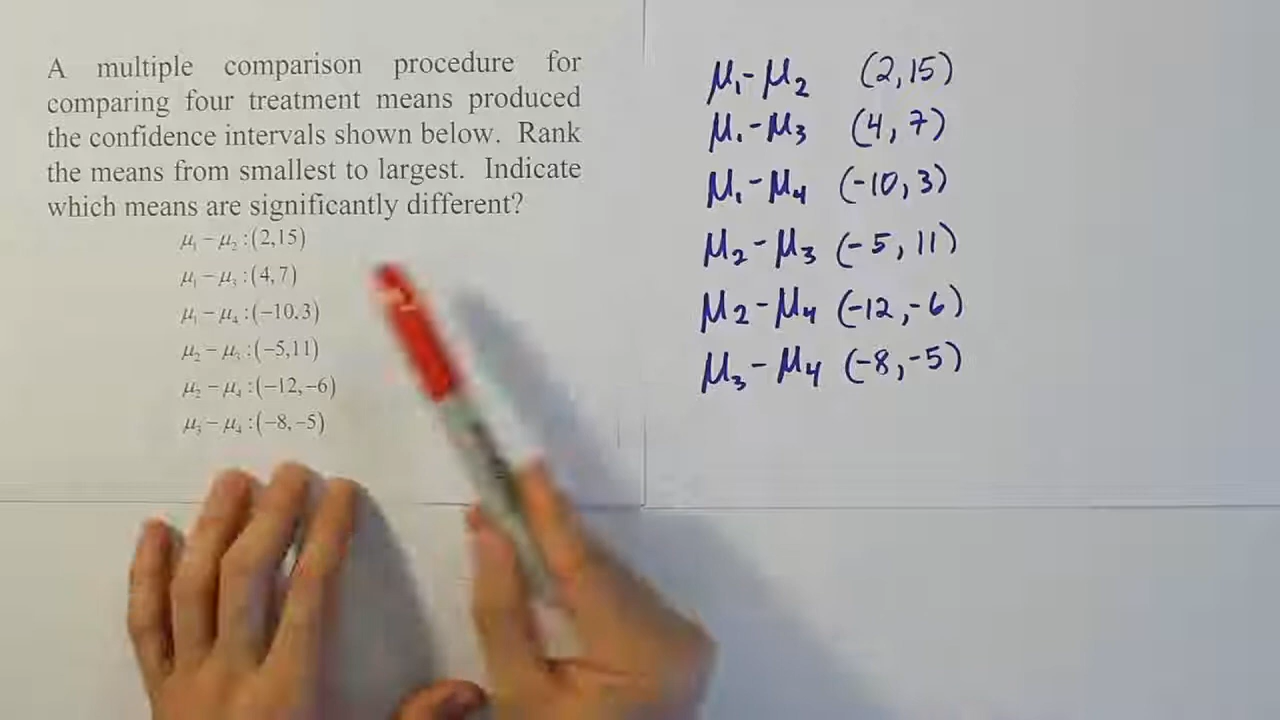 A multiple comparison procedure for
comparing four treatment means produced
the confidence intervals shown below. Rank
the means from smallest to largest. Indicate
which means are significantly different?
μ₁ − μ₂ :(2,15)
μ₁ − μ₃ :(4,7)
μ₁ − μ₄ :(−10.3)
μ₂ − μ₃ :(−5,11)
μ₂ − μ₄ :(−12,−6)
μ₃ − μ₄ :(−8,−5)
μ₁-μ₂ (2,15)
μ₁-μ₃ (4,7)
μ₁-μ₄ (-10,3)
μ₂-μ₃ (-5,11)
μ₂-μ₄ (-12,-6)
μ₃-μ₄ (-8,-5)